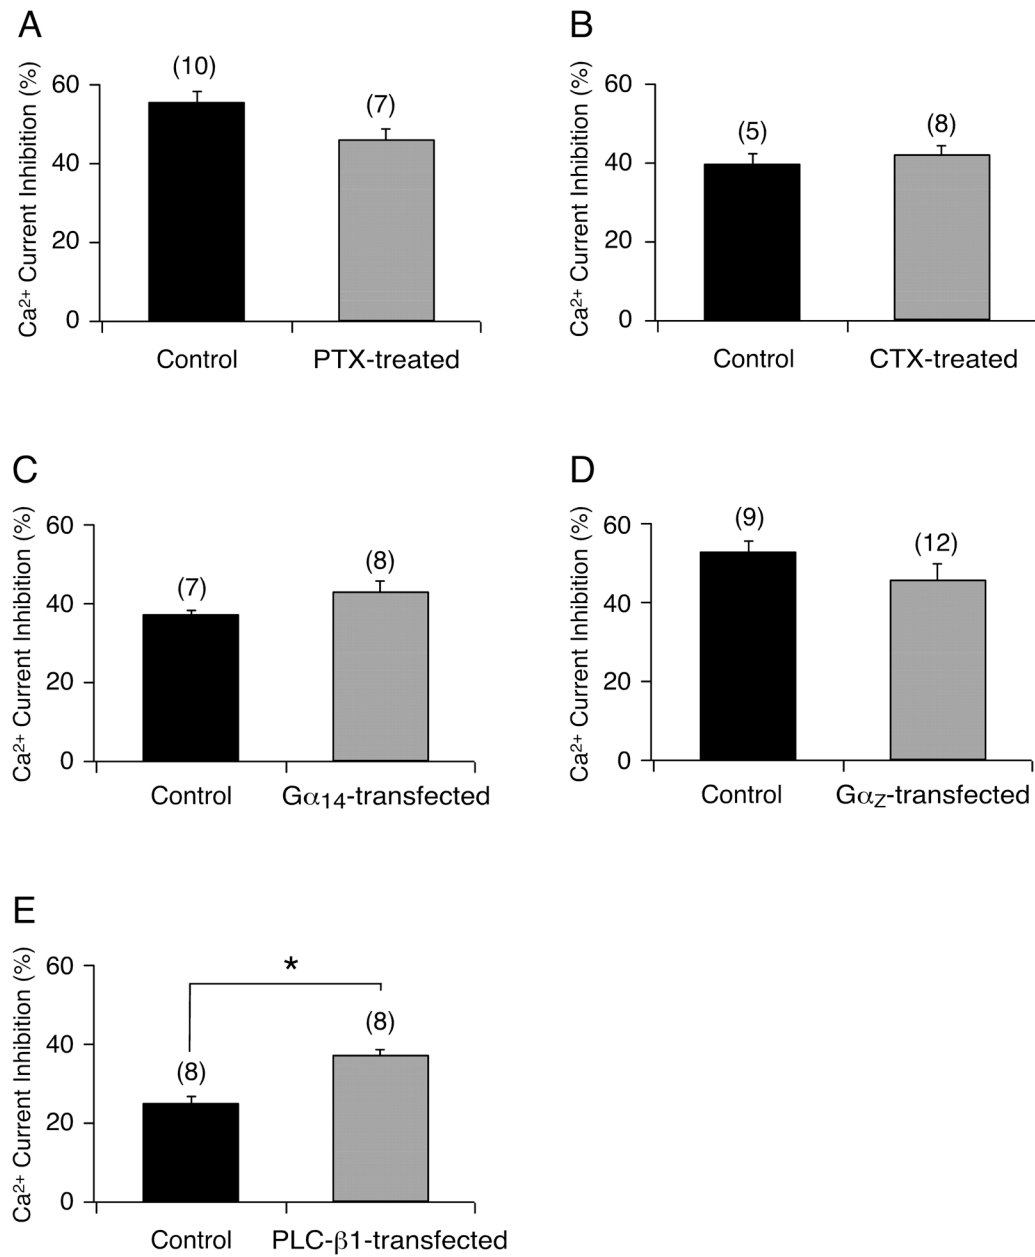 A
Ca²⁺ Current Inhibition (%)
60
40
20
0
(10)
(7)
Control
PTX-treated
B
Ca²⁺ Current Inhibition (%)
60
40
20
0
(5)
(8)
Control
CTX-treated
C
Ca²⁺ Current Inhibition (%)
60
40
20
0
(7)
(8)
Control
Gα₁₄-transfected
D
Ca²⁺ Current Inhibition (%)
60
40
20
0
(9)
(12)
Control
Gα_Z-transfected
E
Ca²⁺ Current Inhibition (%)
60
40
20
0
*
(8)
(8)
Control
PLC-β1-transfected